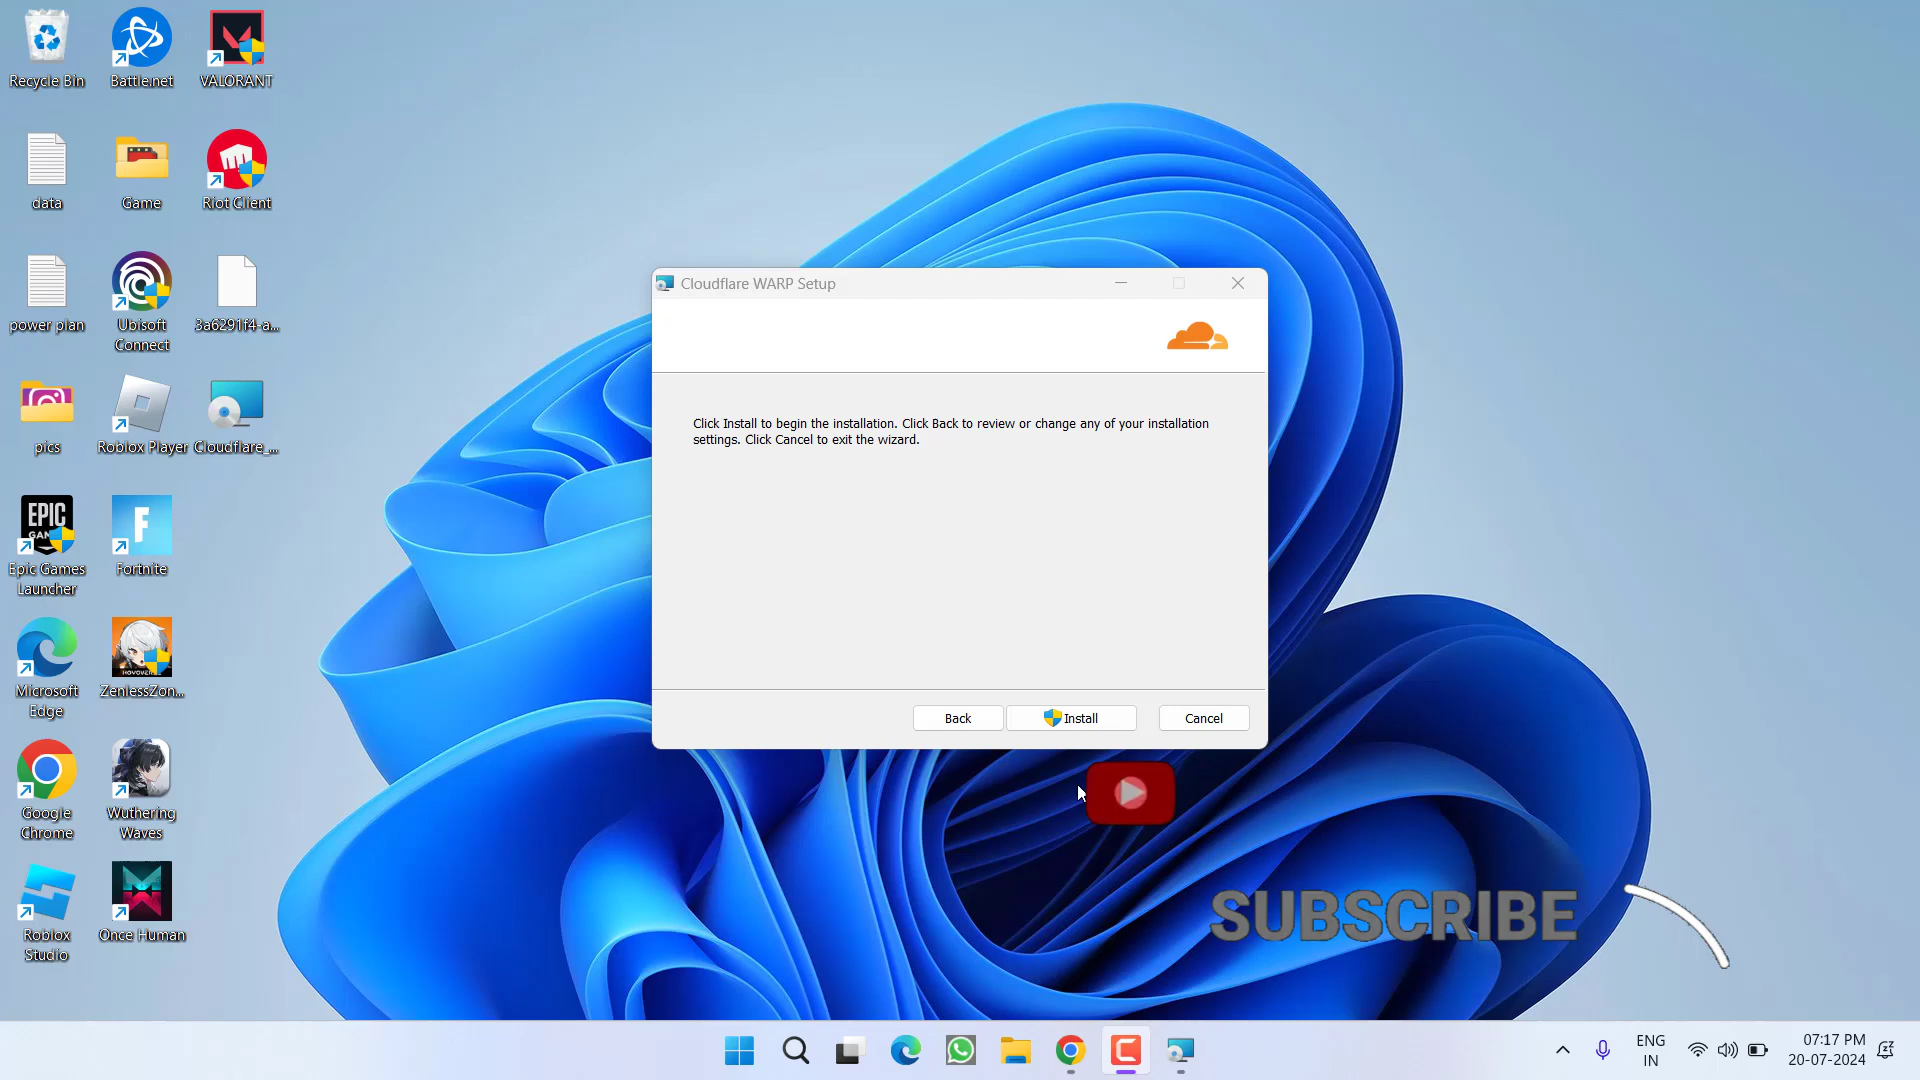 Recycle Bin
Battle.net
VALORANT
data
Game
Riot Client
power plan
Ubisoft
Connect
3a6291f4-a...
pics
Roblox Player
Cloudflare_...
EPIC
Epic Games
Launcher
Fortnite
Microsoft
Edge
HOYOVER
ZenlessZon...
Google
Chrome
Wuthering
Waves
Roblox
Studio
Once Human
Cloudflare WARP Setup
Click Install to begin the installation. Click Back to review or change any of your installation
settings. Click Cancel to exit the wizard.
Back
Install
Cancel
SUBSCRIBE
ENG
IN
07:17 PM
20-07-2024